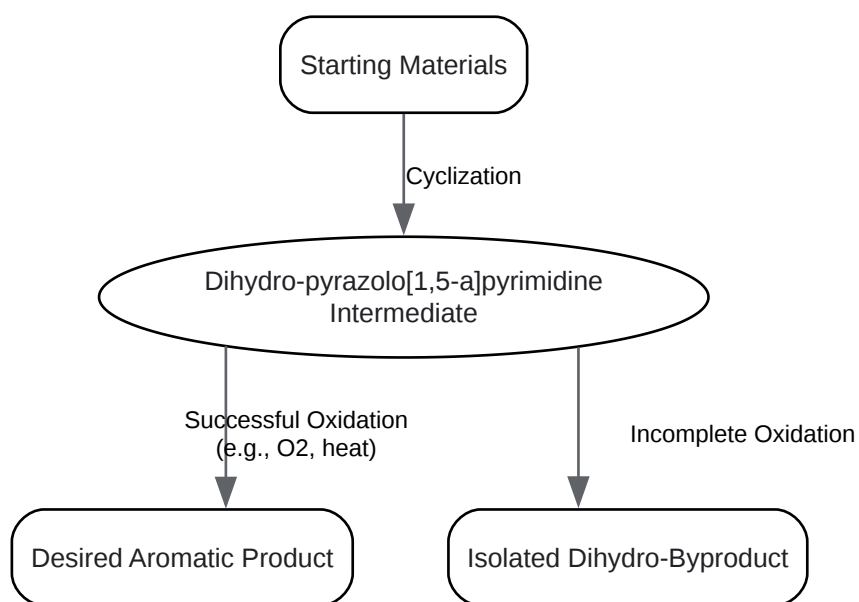 Starting Materials
Cyclization
Dihydro-pyrazolo[1,5-a]pyrimidine
Intermediate
Successful Oxidation
(e.g., O2, heat)
Incomplete Oxidation
Desired Aromatic Product
Isolated Dihydro-Byproduct